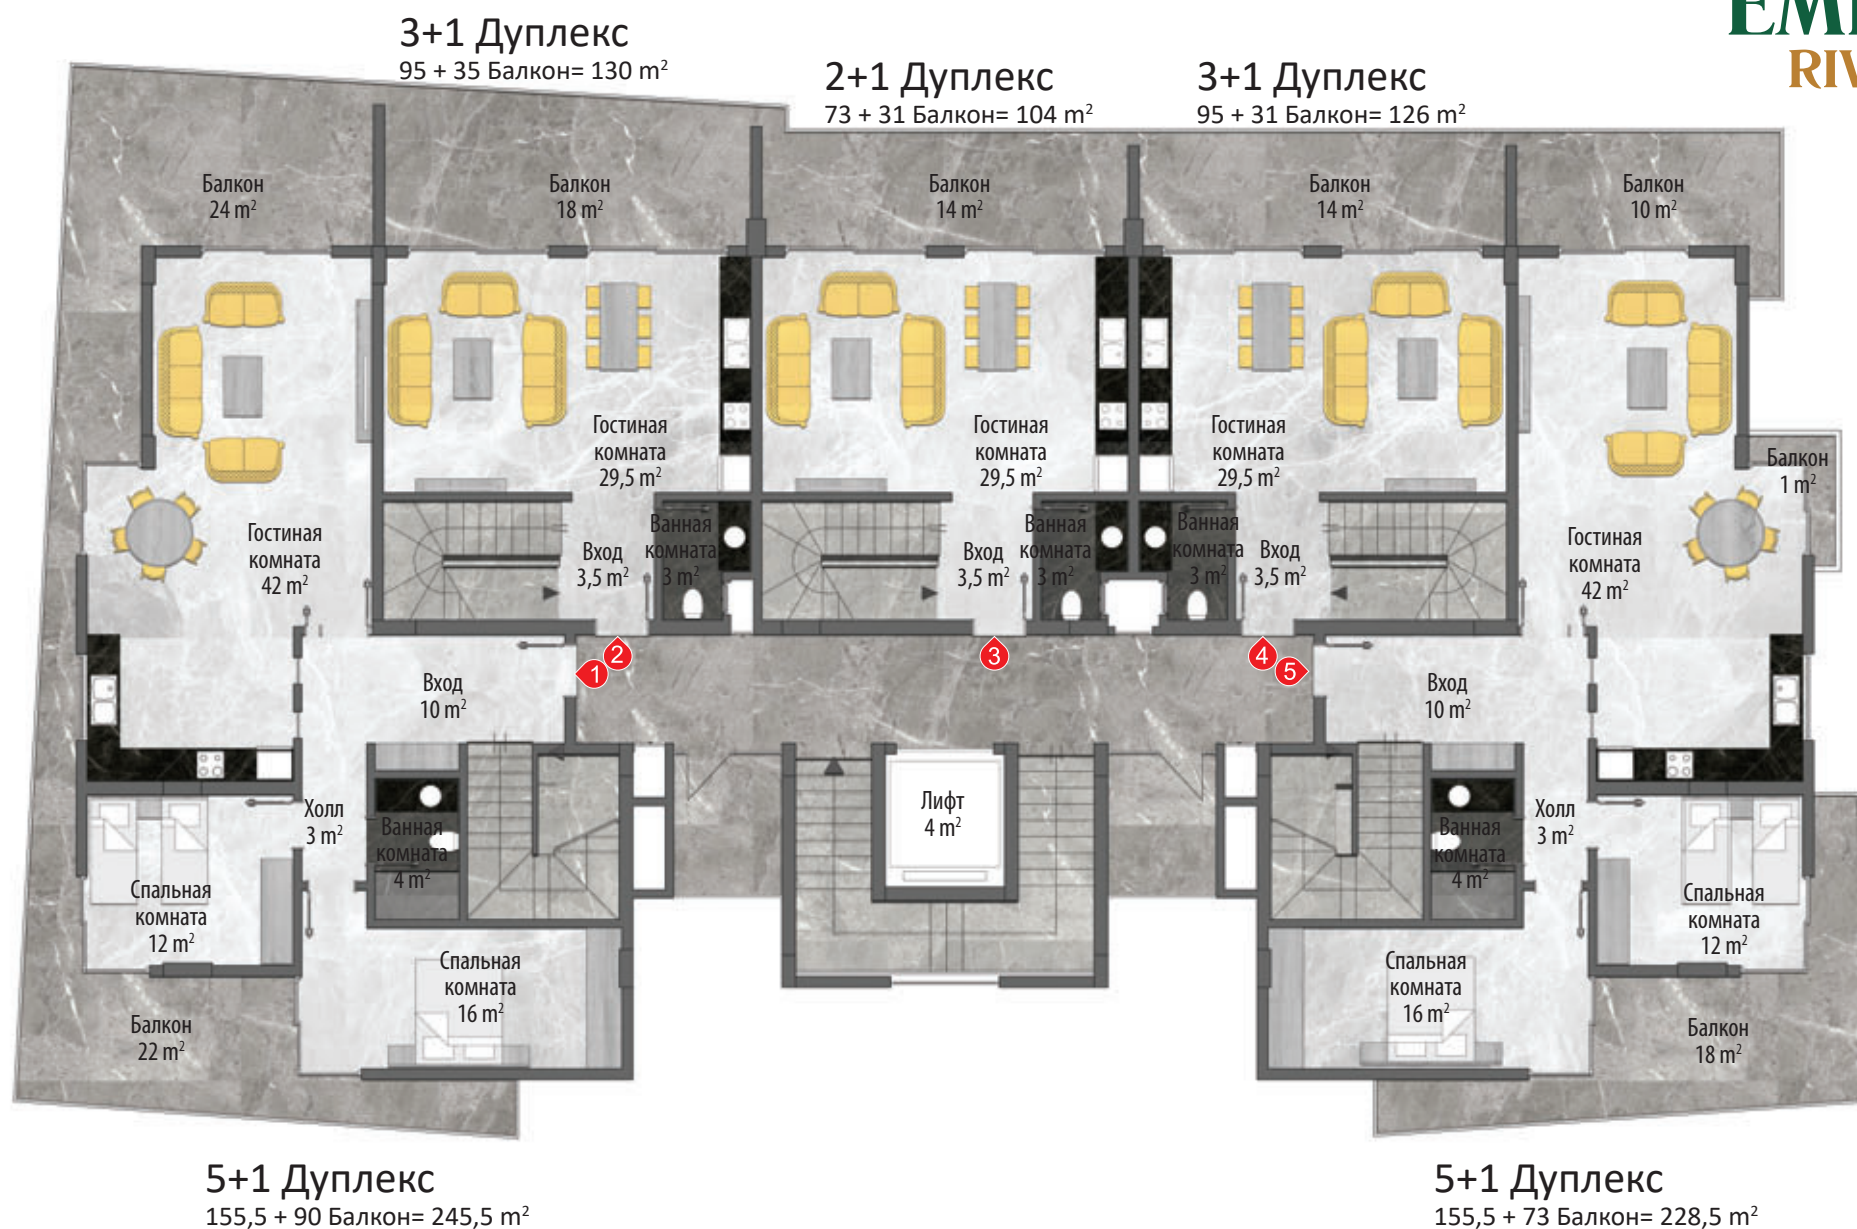 3+1 Дуплекс
95 + 35 Балкон= 130 m²
2+1 Дуплекс
73 + 31 Балкон= 104 m²
3+1 Дуплекс
95 + 31 Балкон= 126 m²
RIV
Балкон
24 m²
Балкон
18 m²
Балкон
14 m²
Балкон
14 m²
Балкон
10 m²
Гостиная
комната
29,5 m²
Гостиная
комната
29,5 m²
Гостиная
комната
29,5 m²
Балкон
1 m²
Гостиная
комната
42 m²
Вход
3,5 m²
Ванная
комната
3 m²
Вход
3,5 m²
Ванная
комната
3 m²
Ванная
комната
3 m²
Вход
3,5 m²
Гостиная
комната
42 m²
1
2
3
4
5
Вход
10 m²
Вход
10 m²
Холл
3 m²
Ванная
комната
4 m²
Лифт
4 m²
Ванная
комната
4 m²
Холл
3 m²
Спальная
комната
12 m²
Спальная
комната
16 m²
Спальная
комната
16 m²
Спальная
комната
12 m²
Балкон
22 m²
Балкон
18 m²
5+1 Дуплекс
155,5 + 90 Балкон= 245,5 m²
5+1 Дуплекс
155,5 + 73 Балкон= 228,5 m²